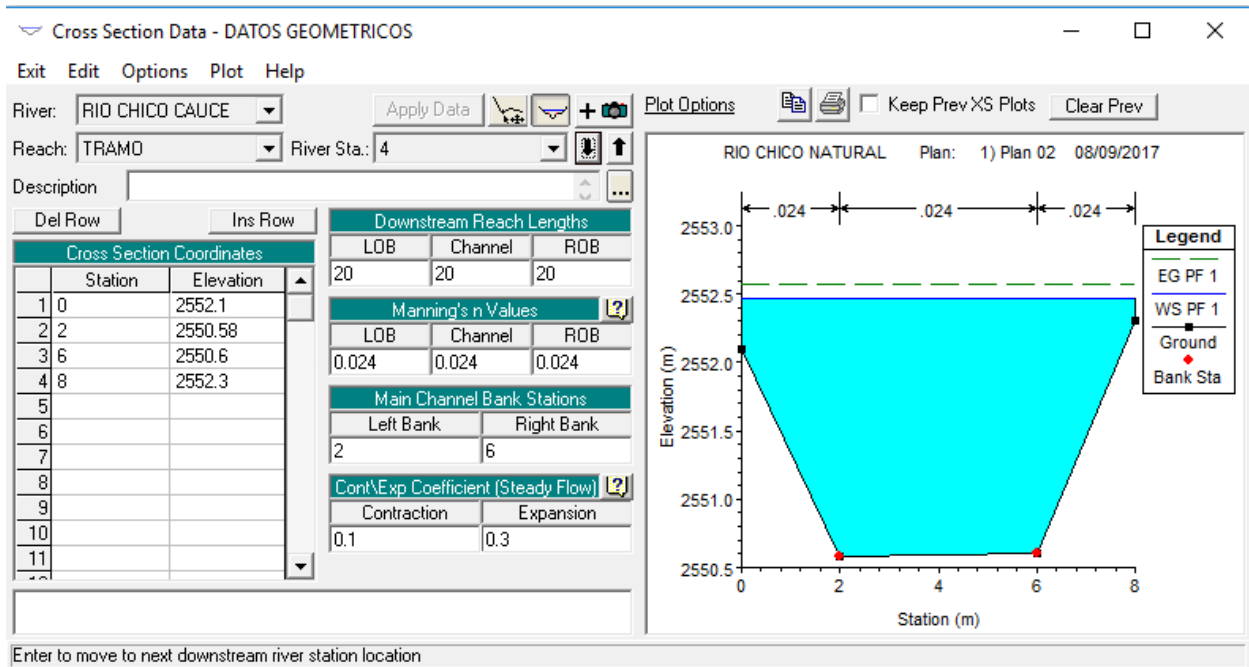 Cross Section Data - DATOS GEOMETRICOS
Exit Edit Options Plot Help
River: RIO CHICO CAUCE Apply Data
Reach: TRAMO River Sta.: 4
Description ...
Del Row Ins Row
Cross Section Coordinates
Station Elevation
1 0 2552.1
2 2 2550.58
3 6 2550.6
4 8 2552.3
5
6
7
8
9
10
11
Downstream Reach Lengths
LOB Channel ROB
20 20 20
Manning's n Values
LOB Channel ROB
0.024 0.024 0.024
Main Channel Bank Stations
Left Bank Right Bank
2 6
Cont\Exp Coefficient (Steady Flow)
Contraction Expansion
0.1 0.3
Plot Options Keep Prev XS Plots Clear Prev
RIO CHICO NATURAL Plan: 1) Plan 02 08/09/2017
.024 .024 .024
2553.0
2552.5
2552.0
2551.5
2551.0
2550.5
Elevation (m)
0 2 4 6 8
Station (m)
Legend
EG PF 1
WS PF 1
Ground
Bank Sta
Enter to move to next downstream river station location